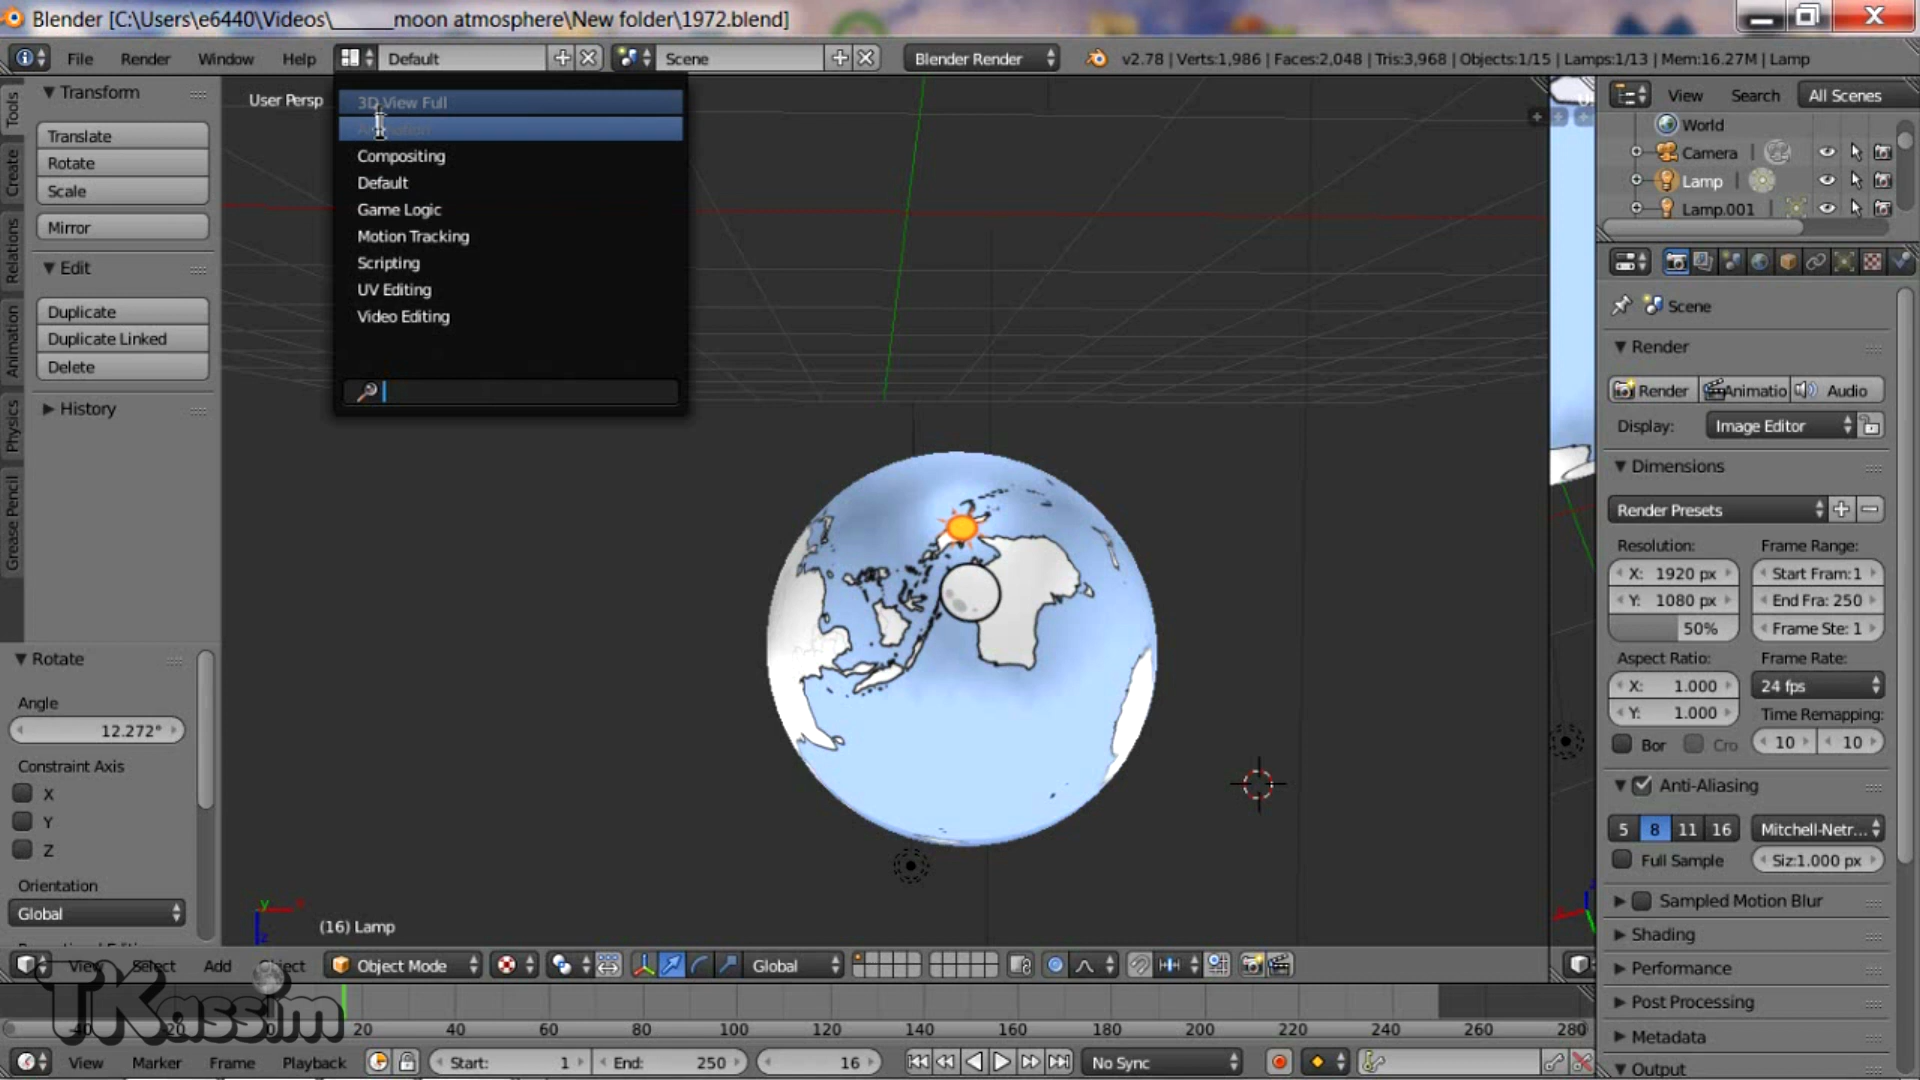 Blender [C:\Users\e6440\Videos\______moon atmosphere\New folder\1972.blend]
File Render Window Help Default Scene Blender Render v2.78 | Verts:1,986 | Faces:2,048 | Tris:3,968 | Objects:1/15 | Lamps:1/13 | Mem:16.27M | Lamp
Tools
Create
Relations
Animation
Physics
Grease Pencil
Transform
Translate
Rotate
Scale
Mirror
Edit
Duplicate
Duplicate Linked
Delete
History
Rotate
Angle
12.272°
Constraint Axis
X
Y
Z
Orientation
Global
User Persp
3D View Full
Compositing
Default
Game Logic
Motion Tracking
Scripting
UV Editing
Video Editing
(16) Lamp
View Select Add Object Object Mode Global
TKassim
20 40 60 80 100 120 140 160 180 200 220 240 260 280
View Marker Frame Playback Start: 1 End: 250 16 No Sync
View Search All Scenes
World
Camera
Lamp
Lamp.001
Scene
Render
Render Animatio Audio
Display: Image Editor
Dimensions
Render Presets
Resolution: Frame Range:
X: 1920 px Start Fram:1
Y: 1080 px End Fra: 250
50% Frame Ste: 1
Aspect Ratio: Frame Rate:
X: 1.000 24 fps
Y: 1.000 Time Remapping:
Bor Cro 10 10
Anti-Aliasing
5 8 11 16 Mitchell-Netr...
Full Sample Siz:1.000 px
Sampled Motion Blur
Shading
Performance
Post Processing
Metadata
Output